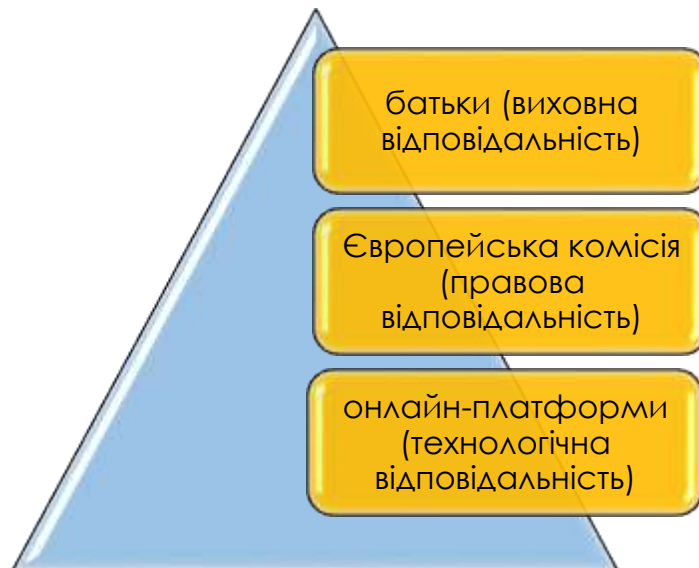 батьки (виховна
відповідальність)
Європейська комісія
(правова
відповідальність)
онлайн-платформи
(технологічна
відповідальність)